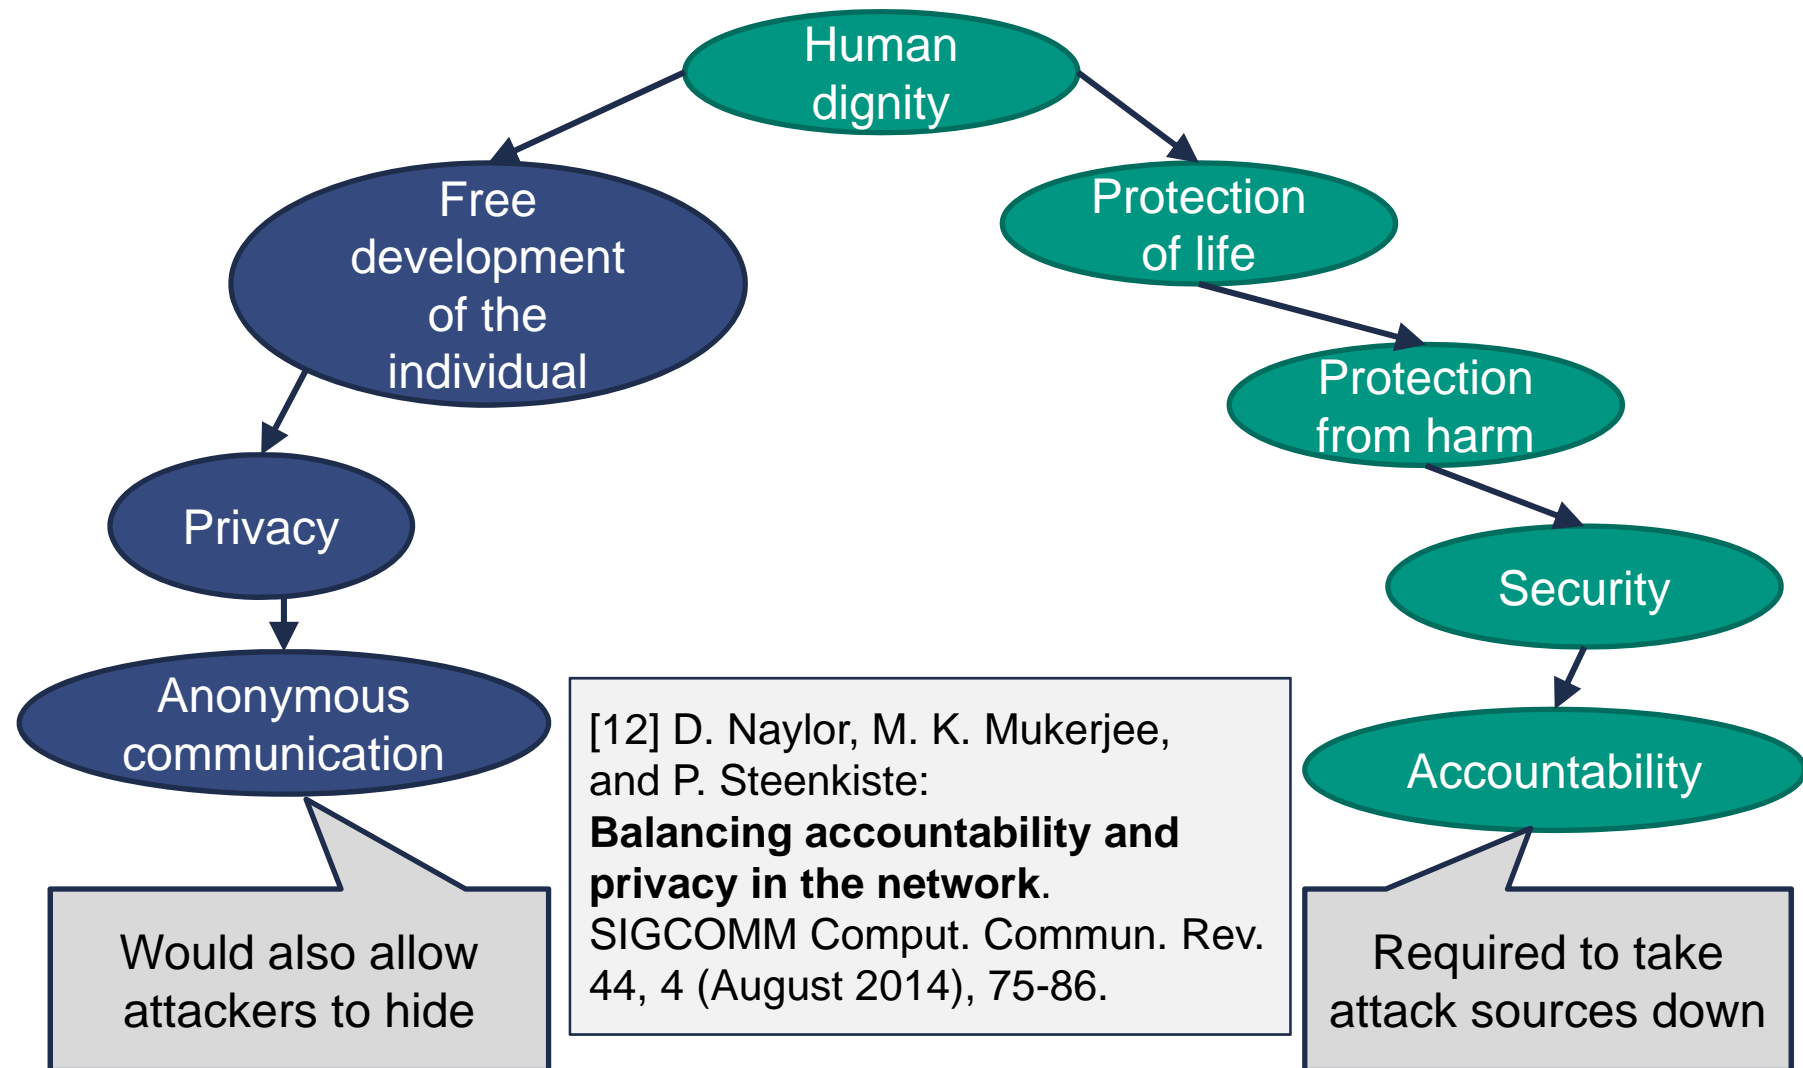 Human
dignity
Free
development
of the
individual
Protection
of life
Protection
from harm
Privacy
Security
Anonymous
communication
Accountability
[12] D. Naylor, M. K. Mukerjee,
and P. Steenkiste:
Balancing accountability and
privacy in the network.
SIGCOMM Comput. Commun. Rev.
44, 4 (August 2014), 75-86.
Would also allow
attackers to hide
Required to take
attack sources down